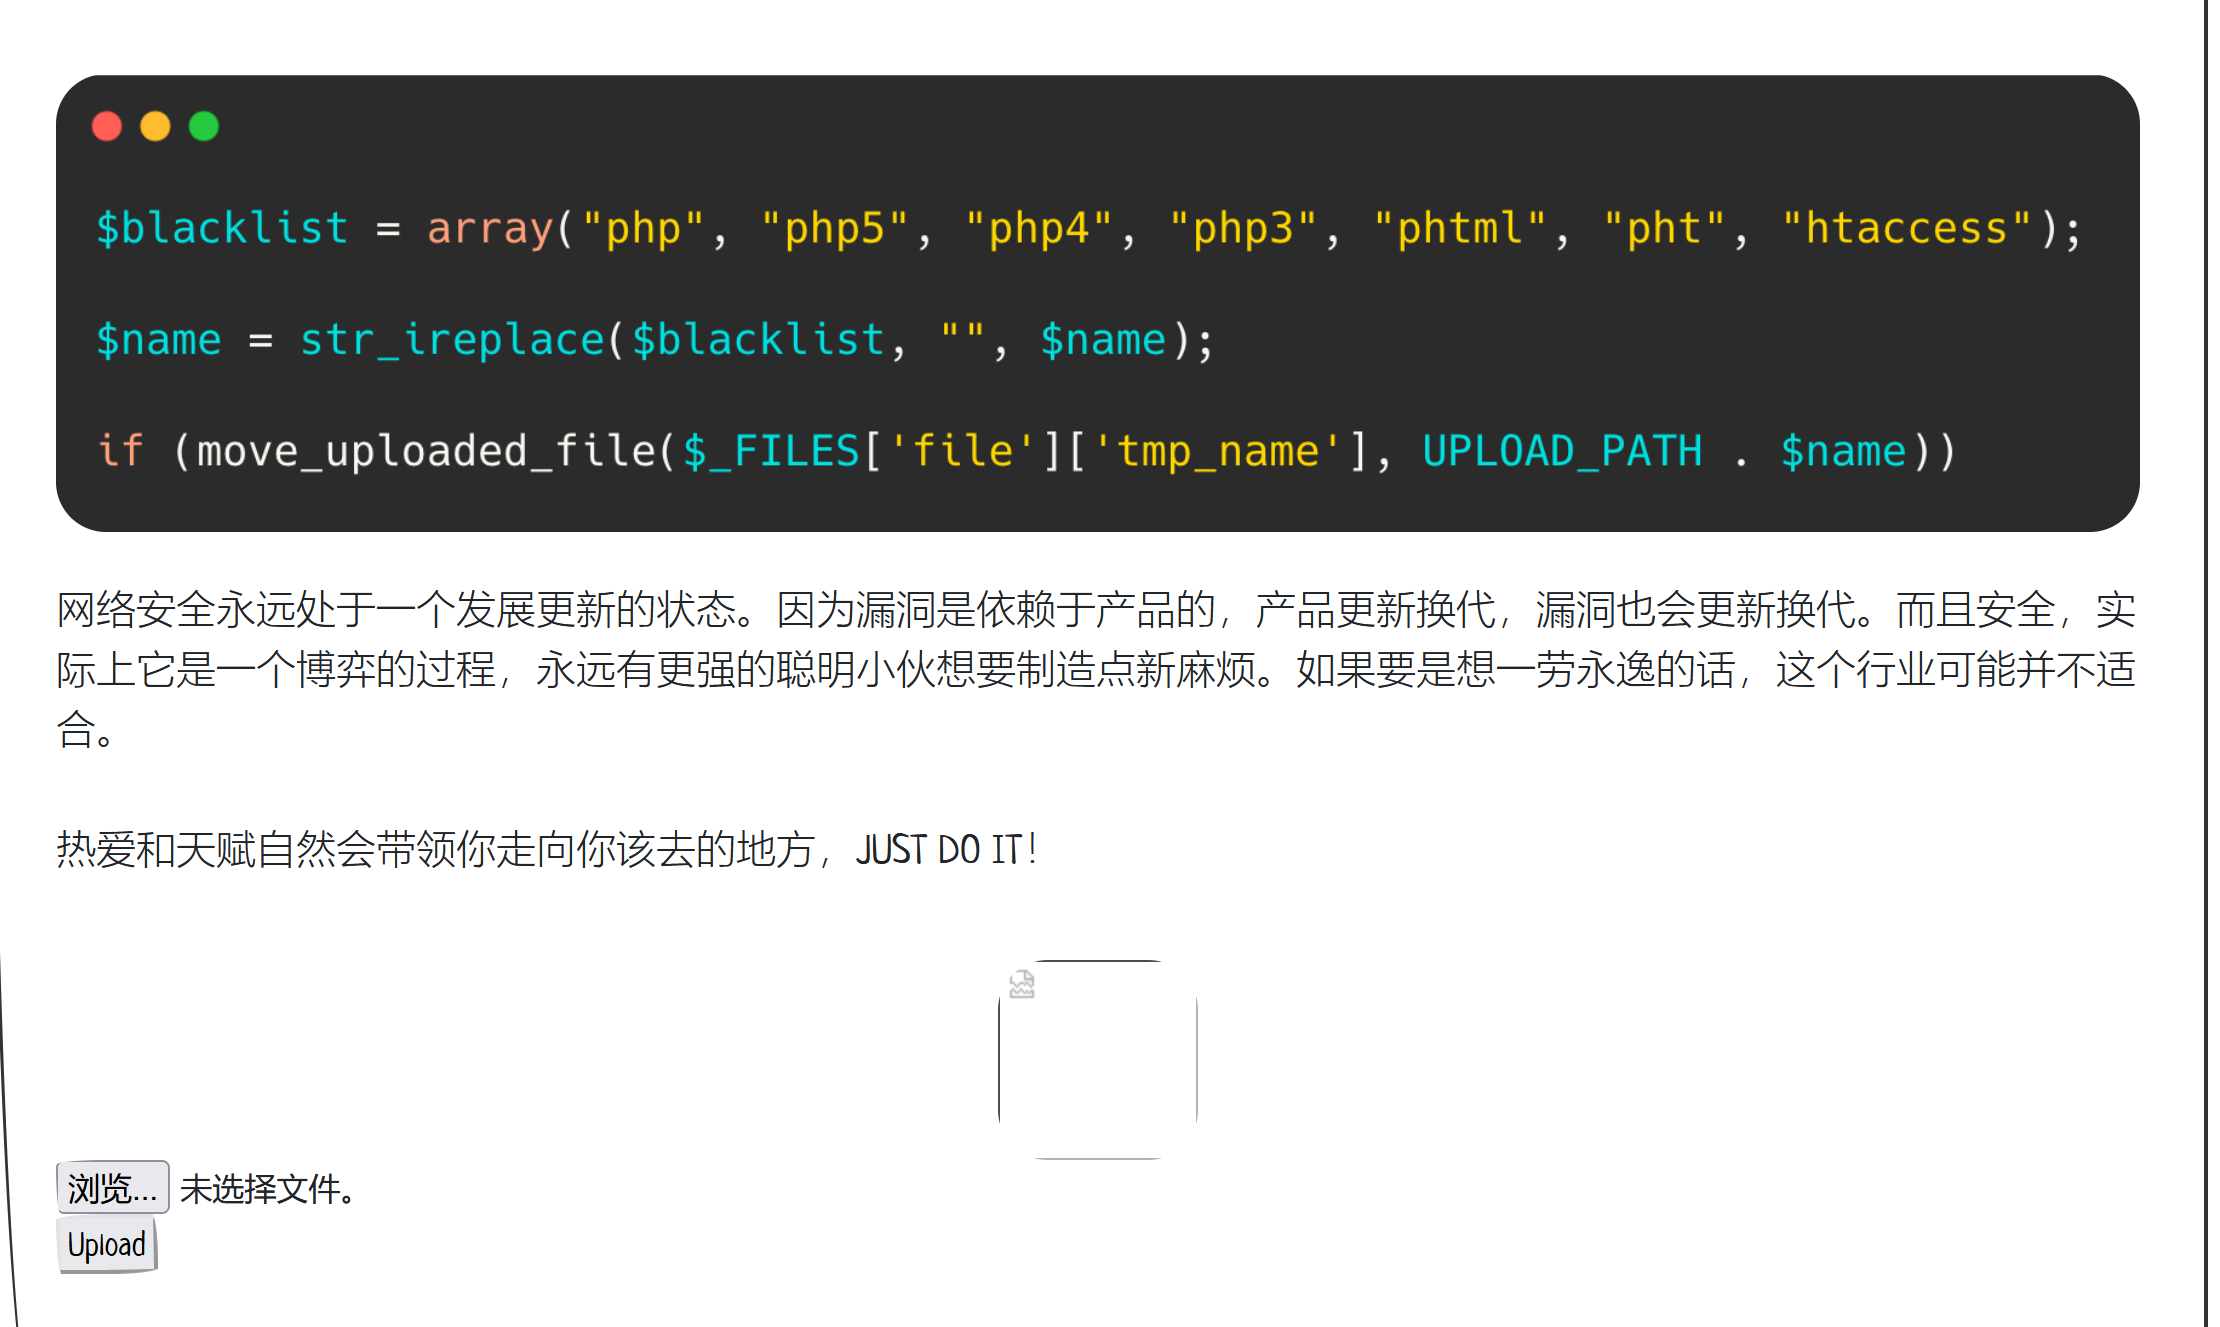 $blacklist = array("php", "php5", "php4", "php3", "phtml", "pht", "htaccess");
$name = str_ireplace($blacklist, "", $name);
if (move_uploaded_file($_FILES['file']['tmp_name'], UPLOAD_PATH . $name))
网络安全永远处于一个发展更新的状态。因为漏洞是依赖于产品的，产品更新换代，漏洞也会更新换代。而且安全，实
际上它是一个博弈的过程，永远有更强的聪明小伙想要制造点新麻烦。如果要是想一劳永逸的话，这个行业可能并不适
合。
热爱和天赋自然会带领你走向你该去的地方，JUST DO IT！
浏览... 未选择文件。
Upload